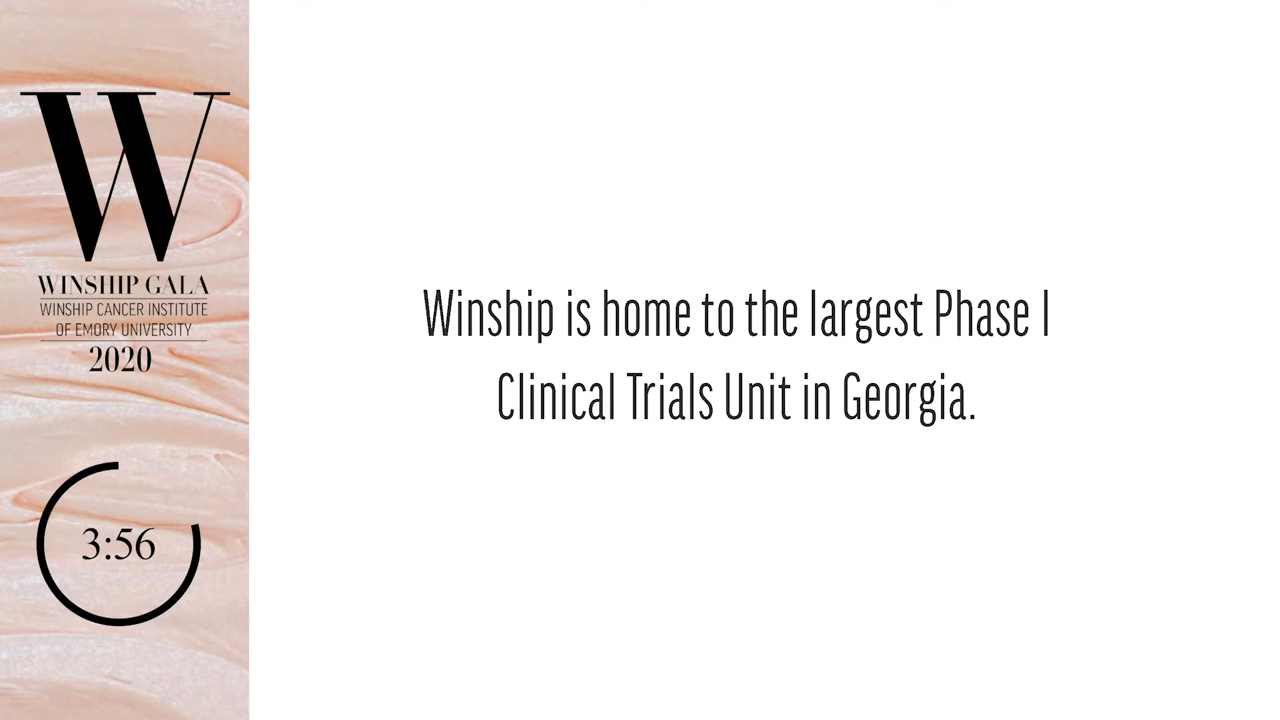 W
WINSHIP GALA
WINSHIP CANCER INSTITUTE
OF EMORY UNIVERSITY
2020
3:56
Winship is home to the largest Phase I
Clinical Trials Unit in Georgia.